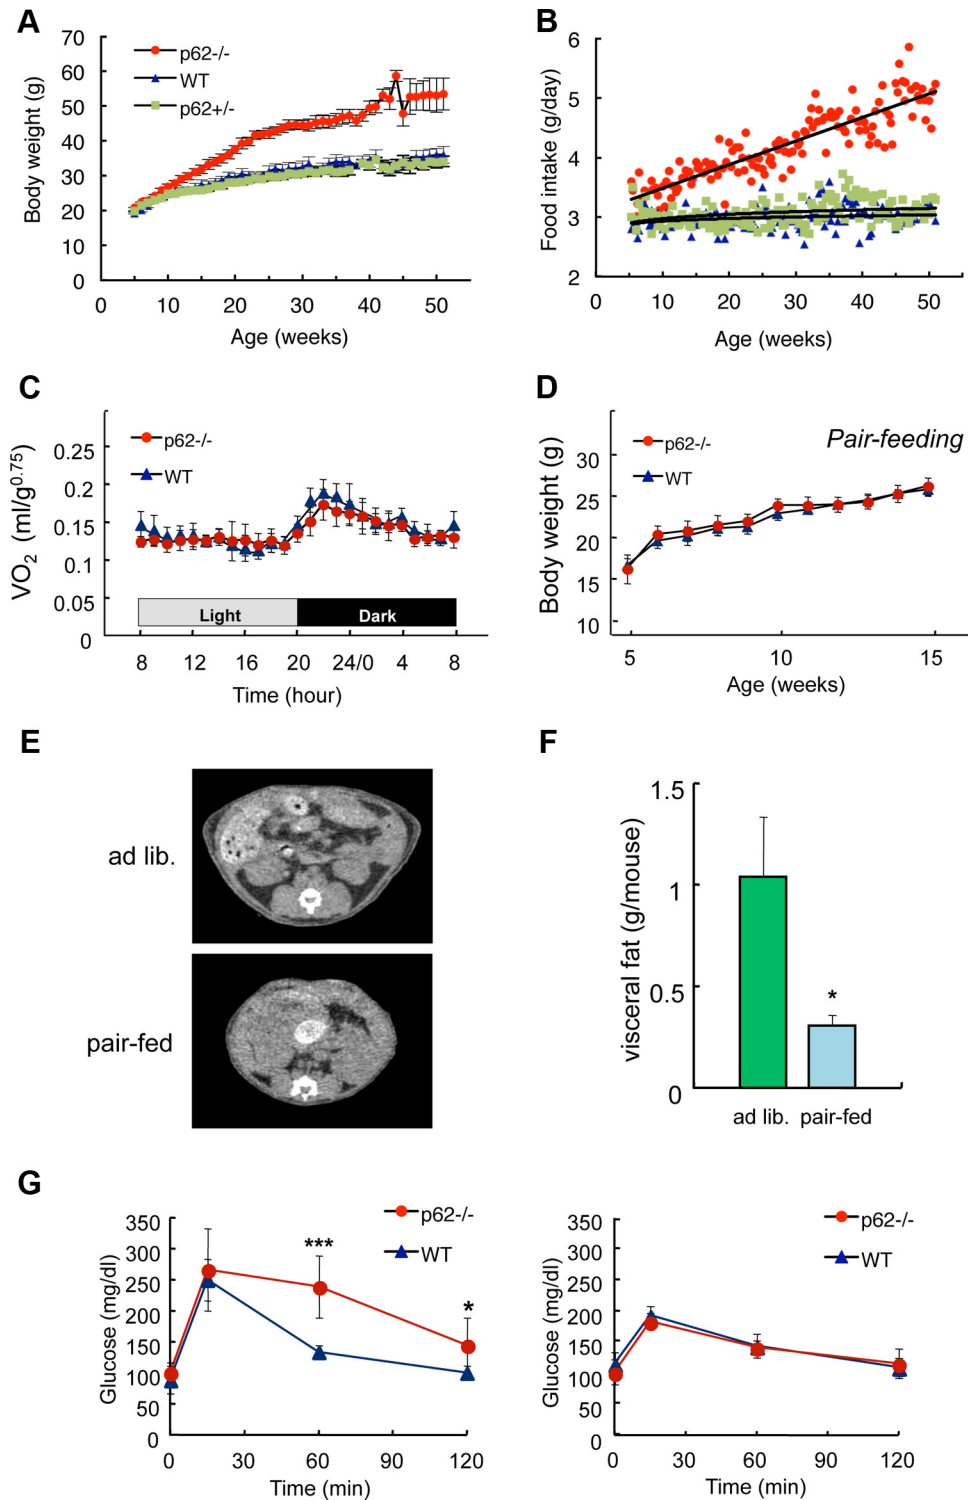 A
Body weight (g)
70
60
50
40
30
20
10
0
p62-/-
WT
p62+/-
0 10 20 30 40 50
Age (weeks)
B
Food intake (g/day)
6
5
4
3
2
0 10 20 30 40 50
Age (weeks)
C
VO2 (ml/g0.75)
0.25
0.2
0.15
0.1
0.05
0
p62-/-
WT
Light Dark
8 12 16 20 24/0 4 8
Time (hour)
D
Body weight (g)
30
25
20
15
10
p62-/-
WT
Pair-feeding
5 10 15
Age (weeks)
E
ad lib.
pair-fed
F
visceral fat (g/mouse)
1.5
1
0.5
0
*
ad lib. pair-fed
G
Glucose (mg/dl)
350
300
250
200
150
100
50
0
p62-/-
WT
***
*
0 30 60 90 120
Time (min)
Glucose (mg/dl)
350
300
250
200
150
100
50
0
p62-/-
WT
0 30 60 90 120
Time (min)